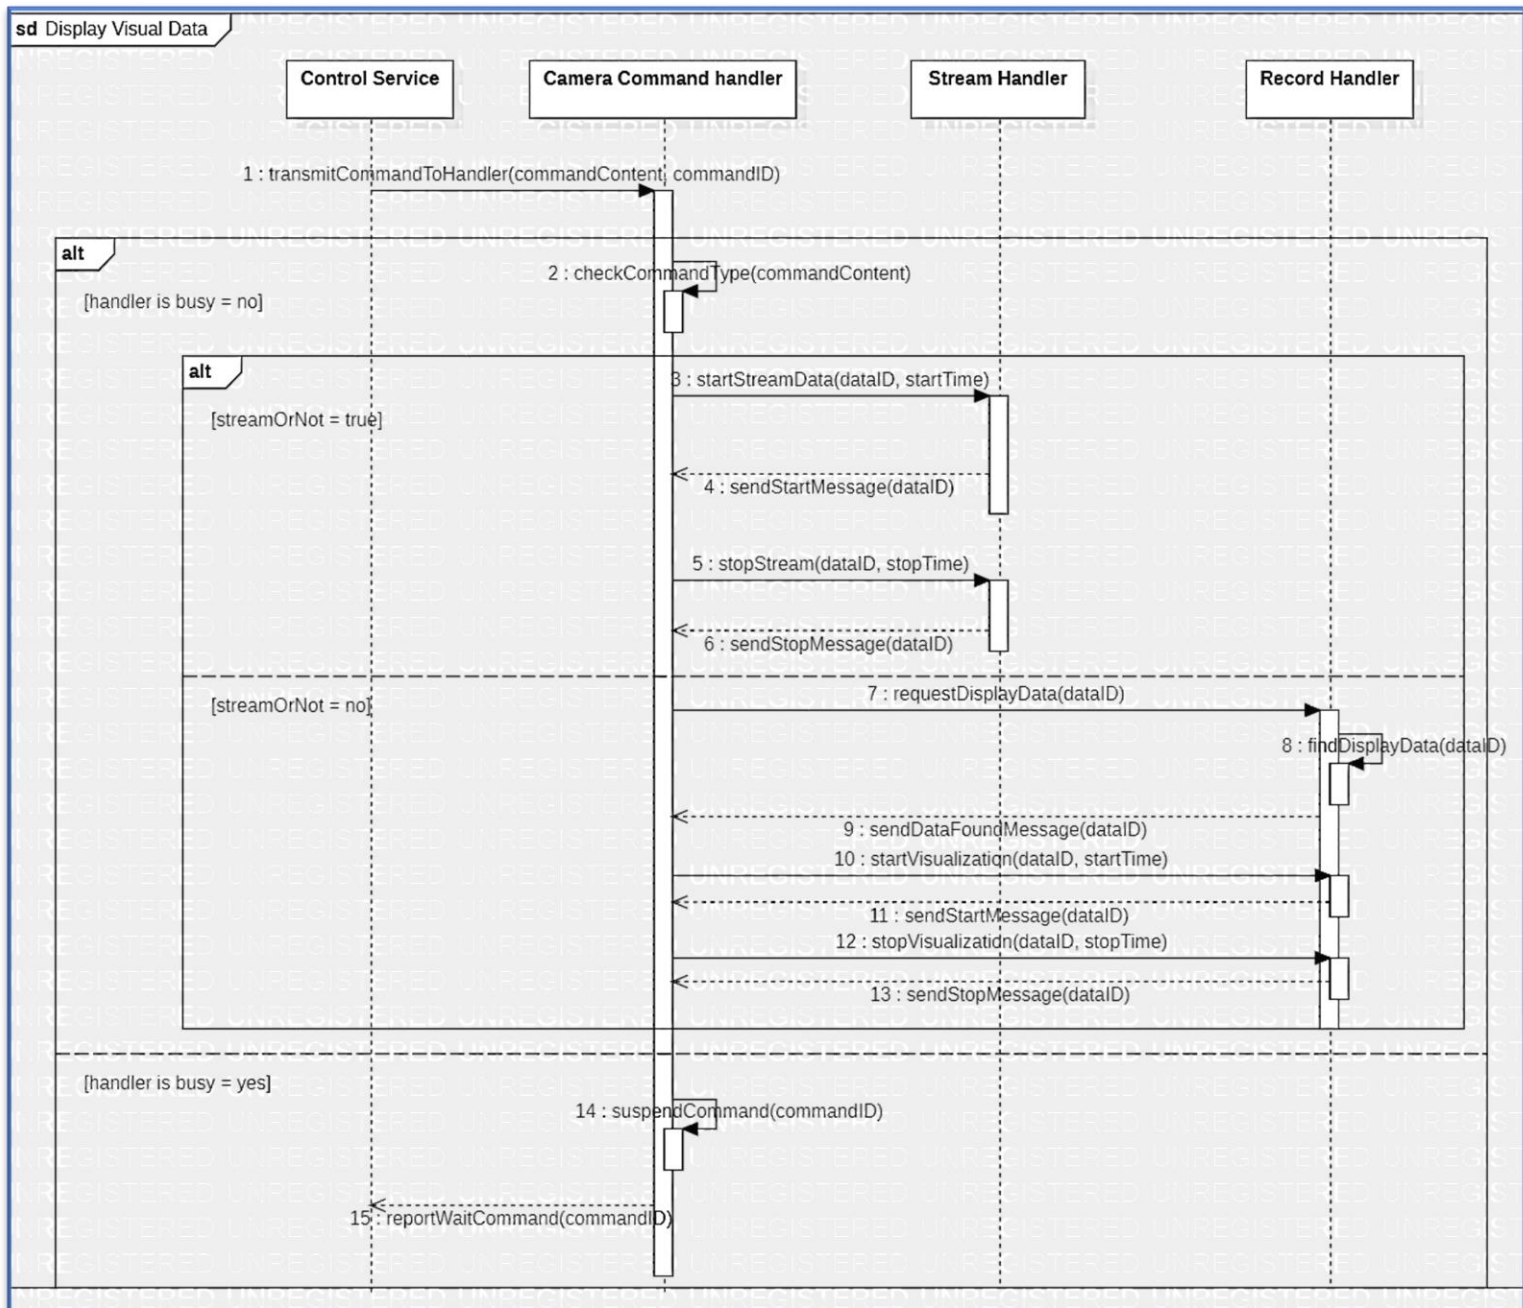 sd Display Visual Data
Control Service
Camera Command handler
Stream Handler
Record Handler
1 : transmitCommandToHandler(commandContent, commandID)
alt
2 : checkCommandType(commandContent)
[handler is busy = no]
alt
3 : startStreamData(dataID, startTime)
[streamOrNot = true]
4 : sendStartMessage(dataID)
5 : stopStream(dataID, stopTime)
6 : sendStopMessage(dataID)
7 : requestDisplayData(dataID)
[streamOrNot = no]
8 : findDisplayData(dataID)
9 : sendDataFoundMessage(dataID)
10 : startVisualization(dataID, startTime)
11 : sendStartMessage(dataID)
12 : stopVisualization(dataID, stopTime)
13 : sendStopMessage(dataID)
[handler is busy = yes]
14 : suspendCommand(commandID)
15 : reportWaitCommand(commandID)